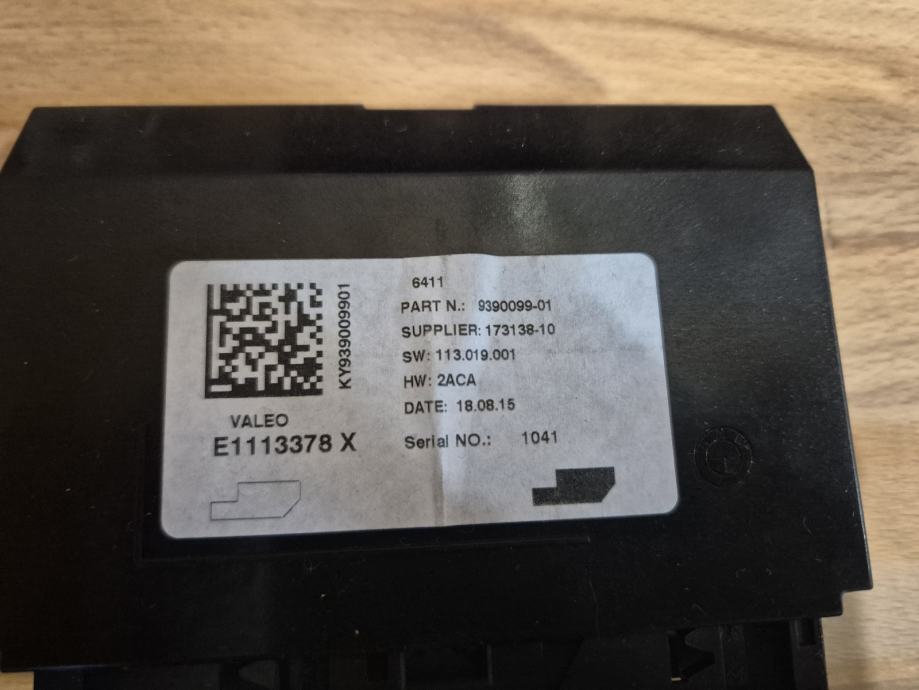 6411
PART N.: 9390099-01
SUPPLIER: 173138-10
SW: 113.019.001
HW: 2ACA
DATE: 18.08.15
Serial NO.: 1041
KY939009901
VALEO
E1113378 X